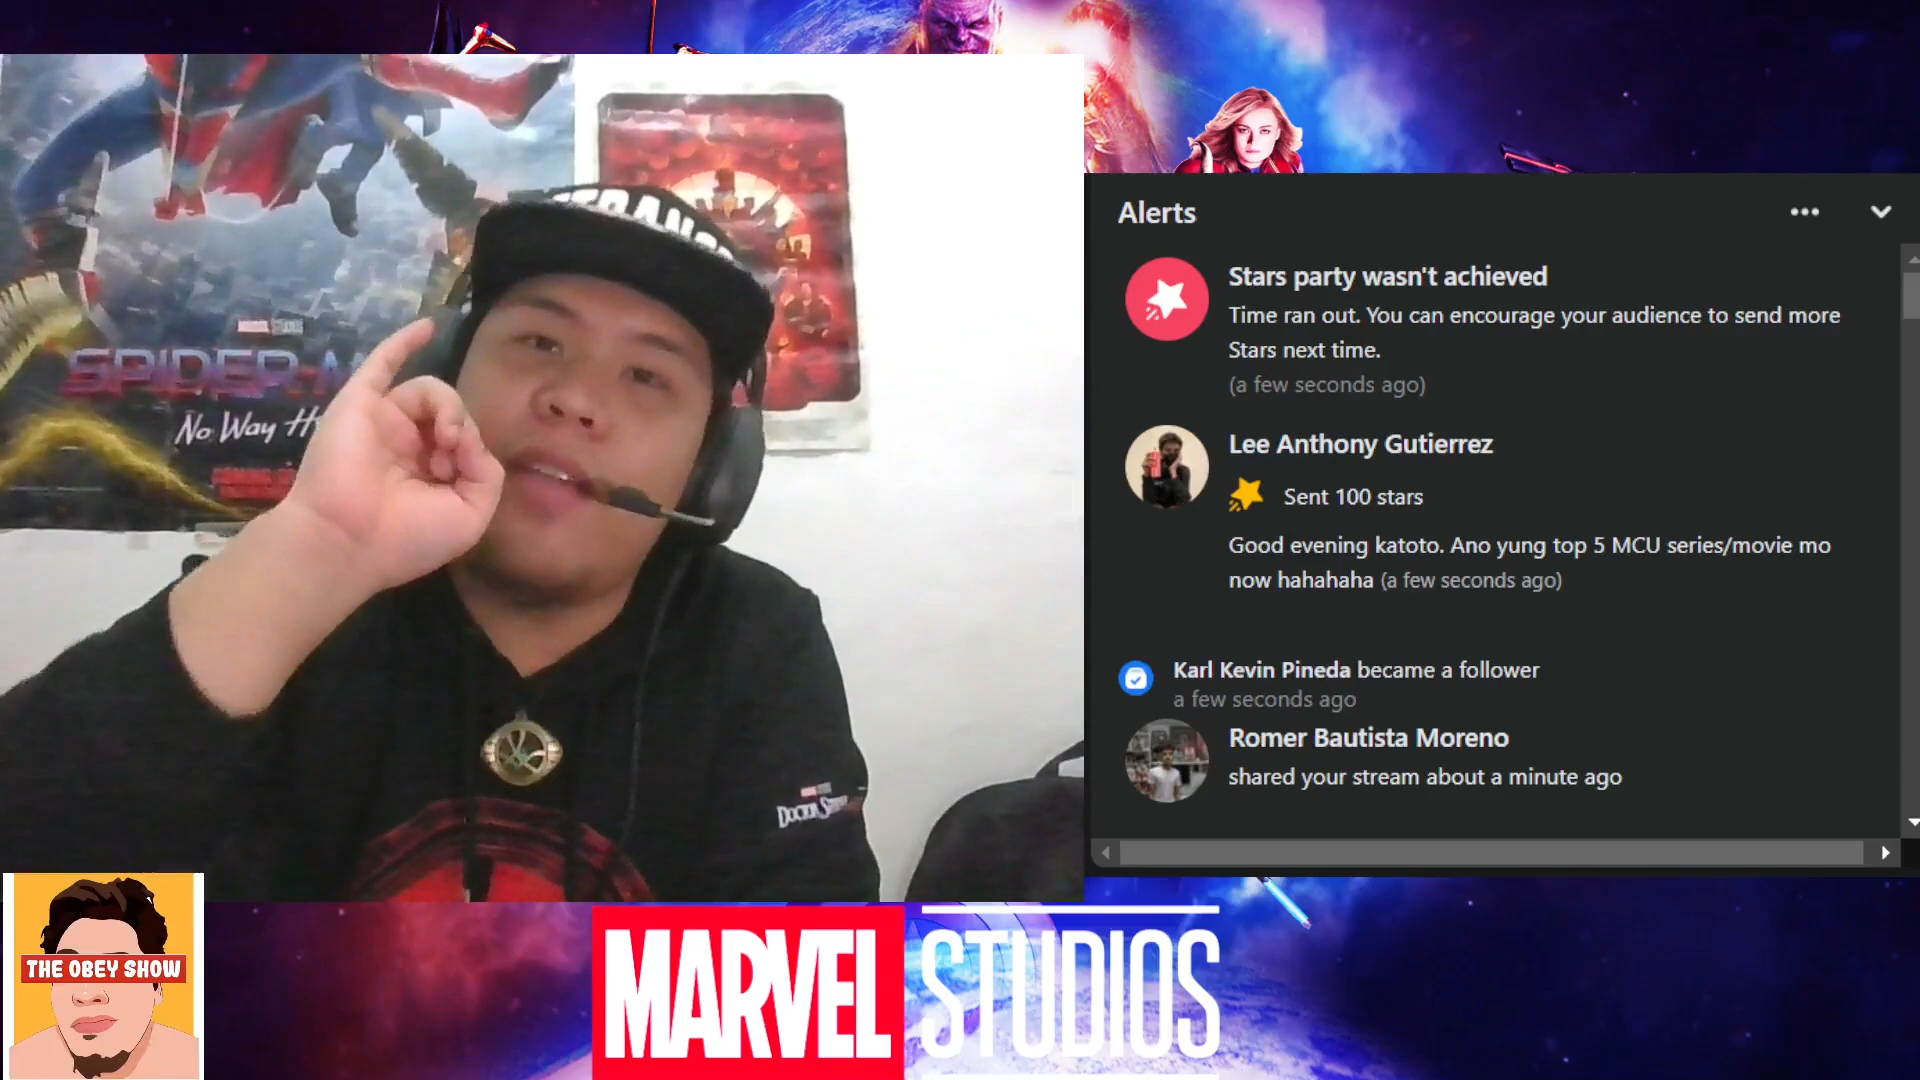 MARVEL STUDIOS
SPIDER-M
No Way H
Alerts
Stars party wasn't achieved
Time ran out. You can encourage your audience to send more
Stars next time.
(a few seconds ago)
Lee Anthony Gutierrez
Sent 100 stars
Good evening katoto. Ano yung top 5 MCU series/movie mo
now hahahaha (a few seconds ago)
Karl Kevin Pineda became a follower
a few seconds ago
Romer Bautista Moreno
shared your stream about a minute ago
THE OBEY SHOW
MARVEL STUDIOS